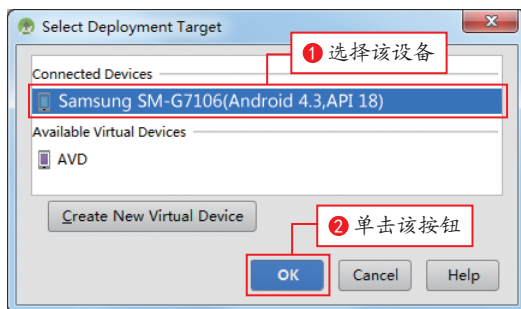 Select Deployment Target
❶ 选择该设备
Connected Devices
Samsung SM-G7106(Android 4.3,API 18)
Available Virtual Devices
AVD
Create New Virtual Device
❷ 单击该按钮
OK Cancel Help